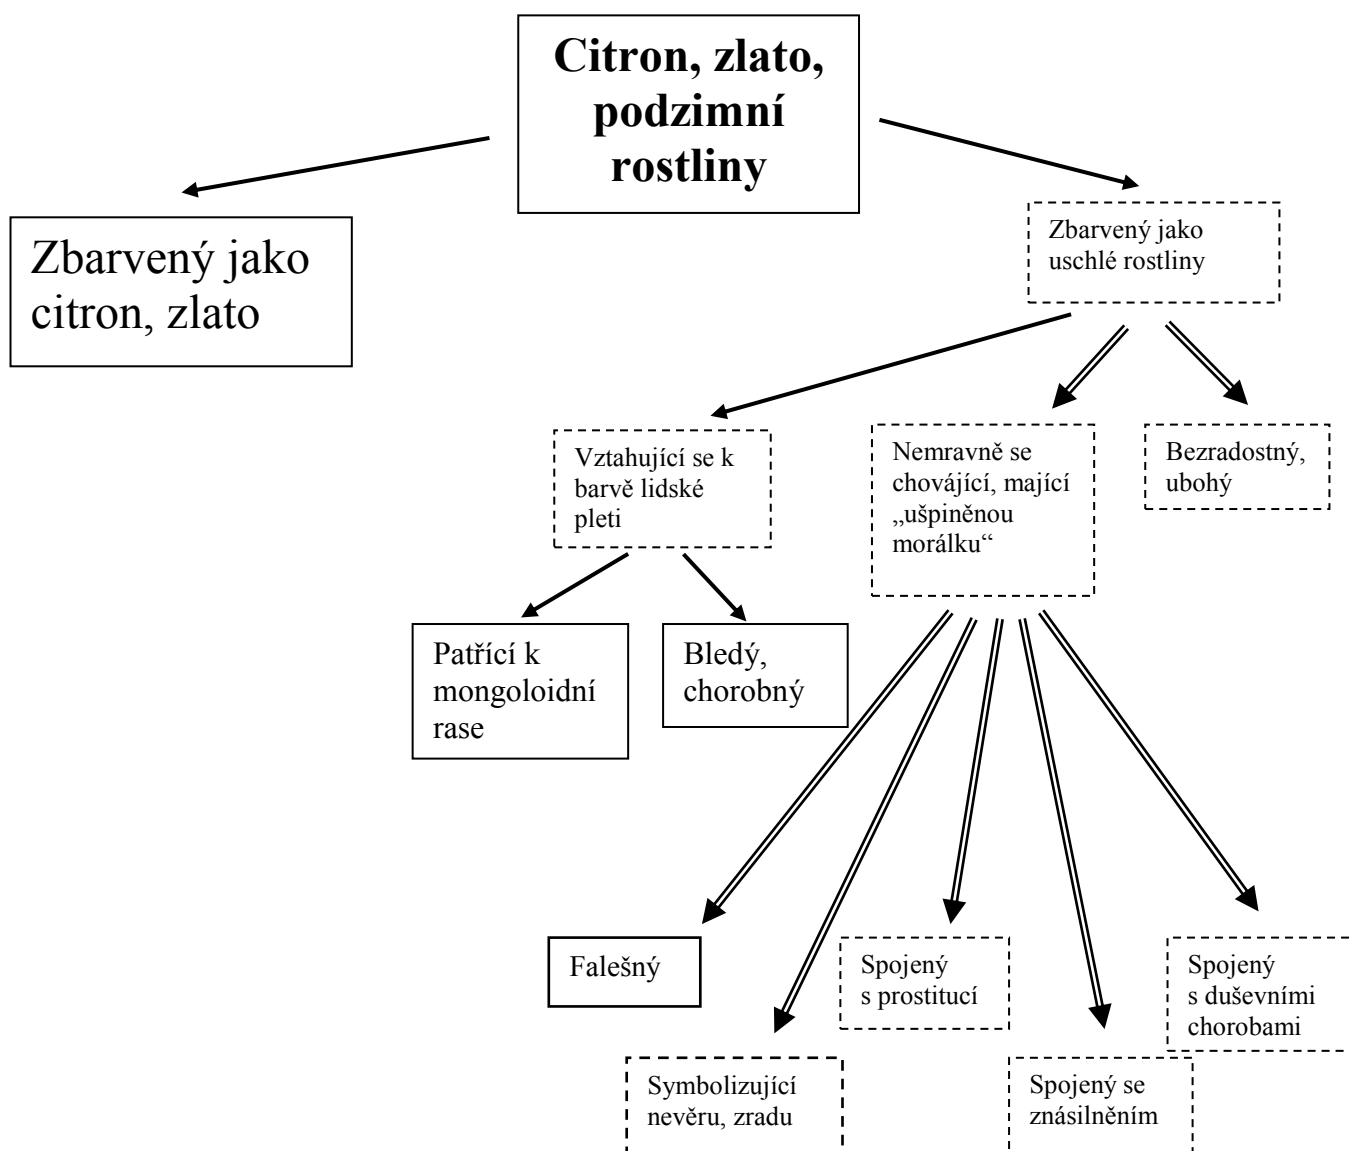 Citron, zlato,
podzimní
rostliny
Zbarvený jako
citron, zlato
Zbarvený jako
uschlé rostliny
Vztahující se k
barvě lidské
pleti
Nemravně se
chovájící, mající
„ušpiněnou
morálku“
Bezradostný,
ubohý
Patřící k
mongoloidní
rase
Bledý,
chorobný
Falešný
Spojený
s prostitucí
Spojený
s duševními
chorobami
Symbolizující
nevěru, zradu
Spojený se
znásilněním